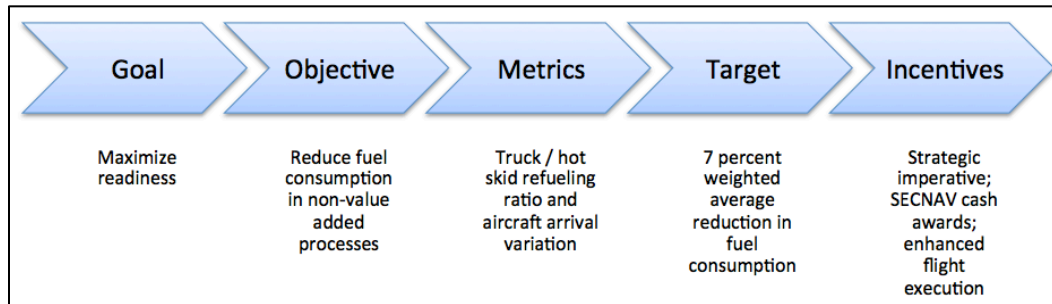 Goal
Objective
Metrics
Target
Incentives
Maximize
readiness
Reduce fuel
consumption
in non-value
added
processes
Truck / hot
skid refueling
ratio and
aircraft arrival
variation
7 percent
weighted
average
reduction in
fuel
consumption
Strategic
imperative;
SECNAV cash
awards;
enhanced
flight
execution